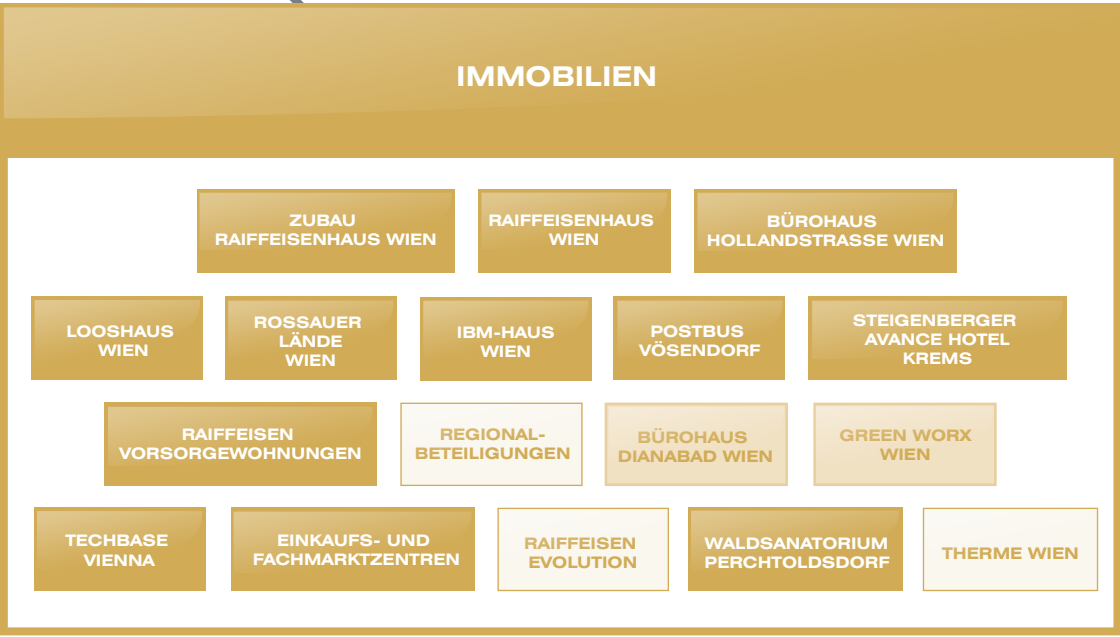 IMMOBILIEN
ZUBAU
RAIFFEISENHAUS WIEN
RAIFFEISENHAUS
WIEN
BÜROHAUS
HOLLANDSTRASSE WIEN
LOOSHAUS
WIEN
ROSSAUER
LÄNDE
WIEN
IBM-HAUS
WIEN
POSTBUS
VÖSENDORF
STEIGENBERGER
AVANCE HOTEL
KREMS
RAIFFEISEN
VORSORGEWOHNUNGEN
REGIONAL-
BETEILIGUNGEN
BÜROHAUS
DIANABAD WIEN
GREEN WORX
WIEN
TECHBASE
VIENNA
EINKAUFS- UND
FACHMARKTZENTREN
RAIFFEISEN
EVOLUTION
WALDSANATORIUM
PERCHTOLDSDORF
THERME WIEN